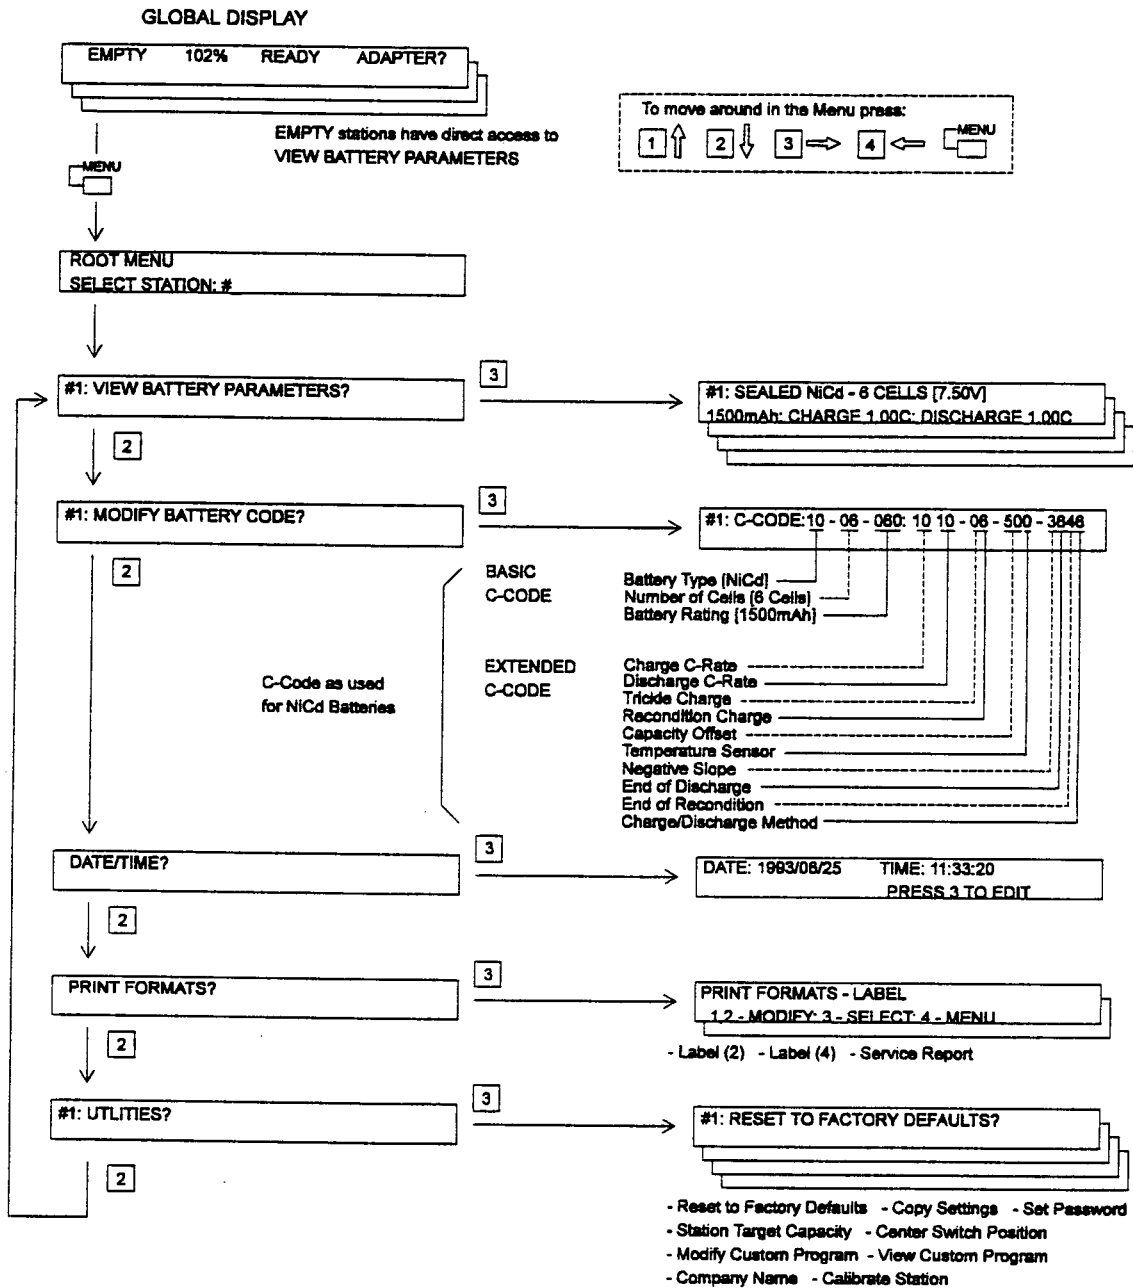 GLOBAL DISPLAY
EMPTY 102% READY ADAPTER?
EMPTY stations have direct access to
VIEW BATTERY PARAMETERS
MENU
To move around in the Menu press:
1 2 3 4 MENU
ROOT MENU
SELECT STATION: #_
#1: VIEW BATTERY PARAMETERS?
3
#1: SEALED NiCd - 6 CELLS [7.50V]
1500mAh: CHARGE 1.00C: DISCHARGE 1.00C
2
#1: MODIFY BATTERY CODE?
3
#1: C-CODE:10 - 06 - 060: 10 10 - 06 - 500 - 3646
2
BASIC
C-CODE
Battery Type [NiCd]
Number of Cells [6 Cells]
Battery Rating [1500mAh]
EXTENDED
C-CODE
Charge C-Rate
Discharge C-Rate
Trickle Charge
Recondition Charge
Capacity Offset
Temperature Sensor
Negative Slope
End of Discharge
End of Recondition
Charge/Discharge Method
C-Code as used
for NiCd Batteries
DATE/TIME?
3
DATE: 1993/06/25 TIME: 11:33:20
PRESS 3 TO EDIT
2
PRINT FORMATS?
3
PRINT FORMATS - LABEL
1,2 - MODIFY: 3 - SELECT: 4 - MENU
- Label (2) - Label (4) - Service Report
2
#1: UTLITIES?
3
#1: RESET TO FACTORY DEFAULTS?
2
- Reset to Factory Defaults - Copy Settings - Set Password
- Station Target Capacity - Center Switch Position
- Modify Custom Program - View Custom Program
- Company Name - Calibrate Station